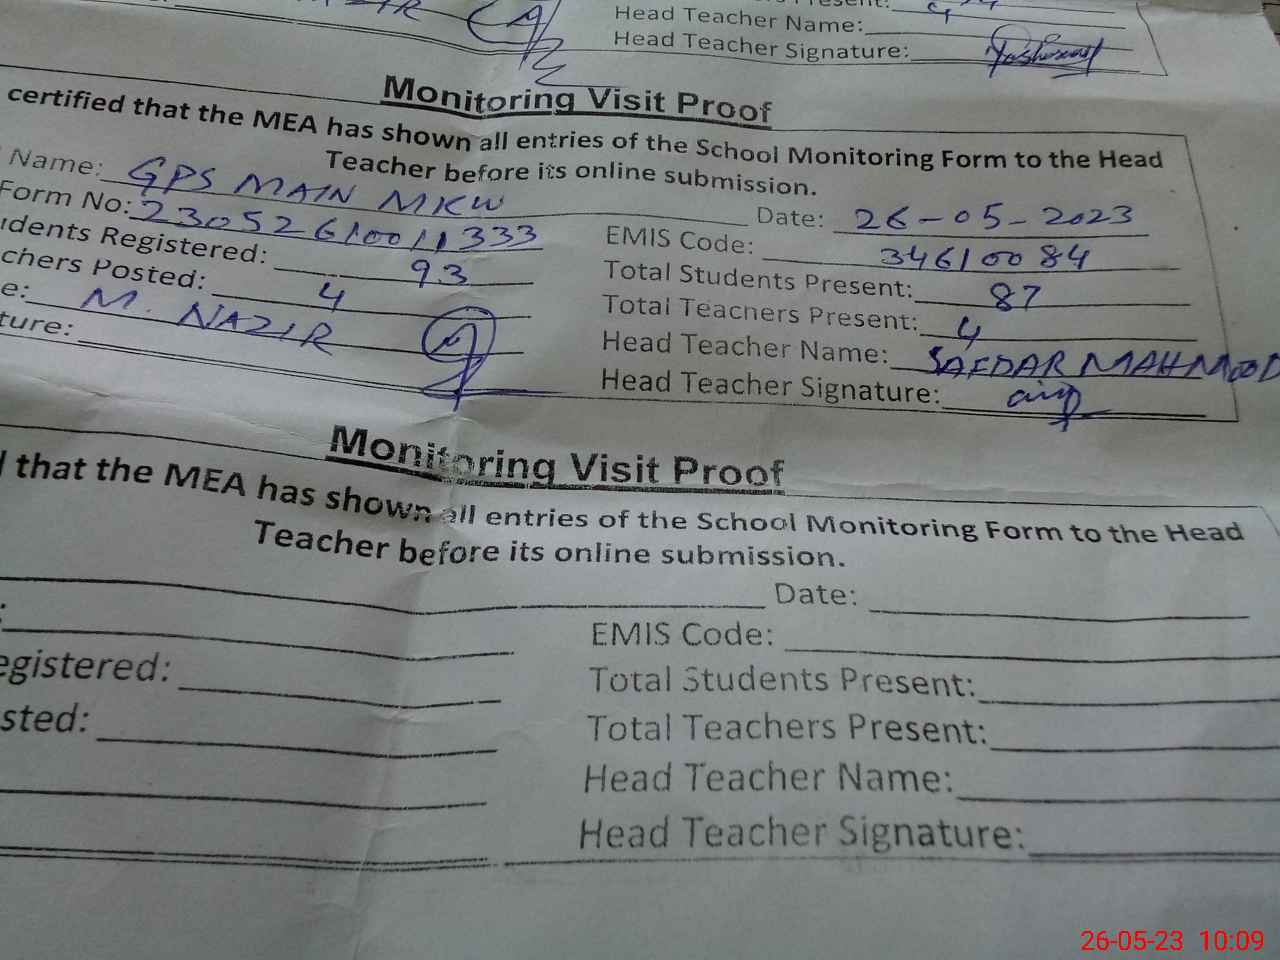 Head Teacher Name:
Head Teacher Signature:
Monitoring Visit Proof
certified that the MEA has shown all entries of the School Monitoring Form to the Head
Teacher before its online submission.
Name: GPS MAIN MKW Date: 26-05-2023
Form No: 23052610011333 EMIS Code: 34610084
dents Registered: 93 Total Students Present: 87
chers Posted: 4 Total Teachers Present: 4
e: M. NAZIR Head Teacher Name: SAFDAR MAHMOOD
ture: Head Teacher Signature:
Monitoring Visit Proof
that the MEA has shown all entries of the School Monitoring Form to the Head
Teacher before its online submission.
Date:
: EMIS Code:
egistered: Total Students Present:
sted: Total Teachers Present:
Head Teacher Name:
Head Teacher Signature:
26-05-23 10:09